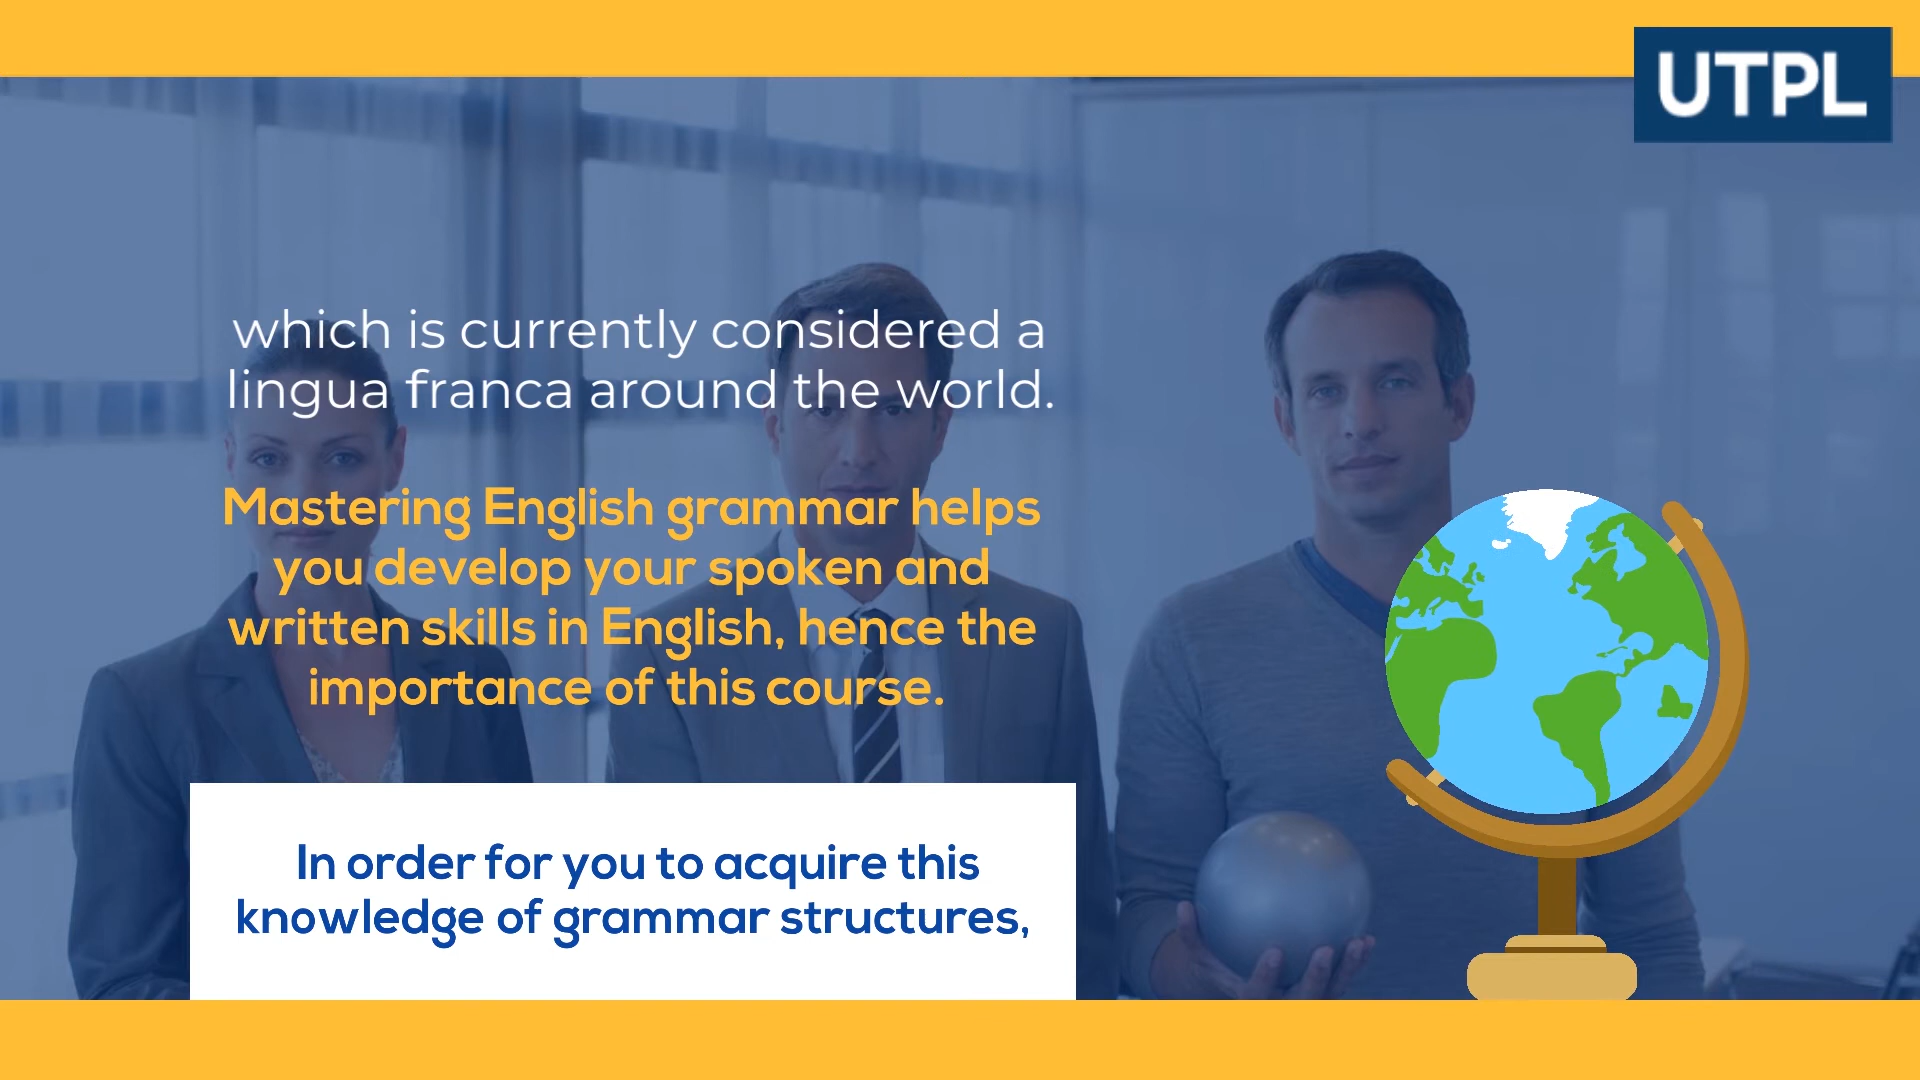 UTPL
which is currently considered a
lingua franca around the world.
Mastering English grammar helps
you develop your spoken and
written skills in English, hence the
importance of this course.
In order for you to acquire this
knowledge of grammar structures,